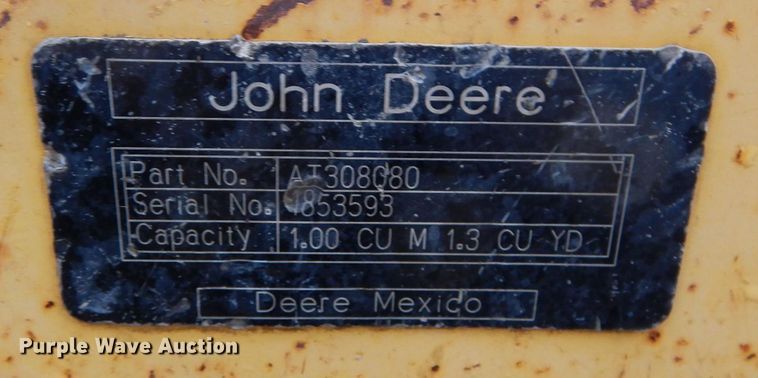 John Deere
Part No. AT308080
Serial No. 1853593
Capacity 1.00 CU M 1.3 CU YD
Deere Mexico
Purple Wave Auction